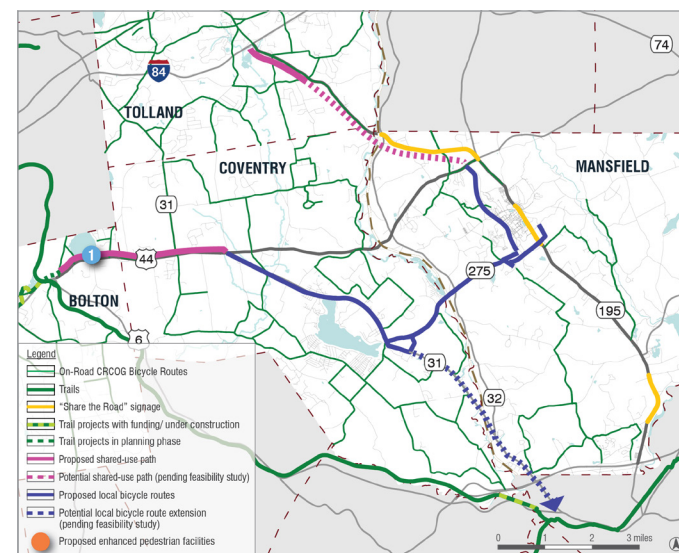 74
84
TOLLAND
COVENTRY
MANSFIELD
31
1
44
275
BOLTON
195
6
31
32
Legend
On-Road CRCOG Bicycle Routes
Trails
"Share the Road" signage
Trail projects with funding/ under construction
Trail projects in planning phase
Proposed shared-use path
Potential shared-use path (pending feasibility study)
Proposed local bicycle routes
Potential local bicycle route extension
(pending feasibility study)
Proposed enhanced pedestrian facilities
0 1 2 3 miles